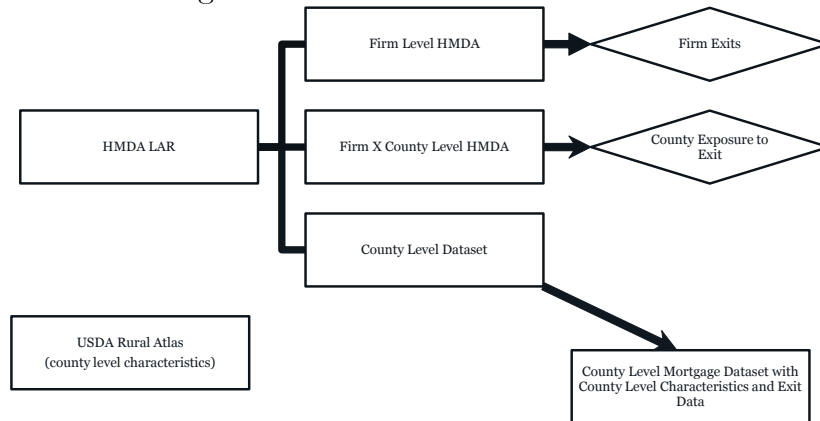 Firm Level HMDA
Firm Exits
HMDA LAR
Firm X County Level HMDA
County Exposure to
Exit
County Level Dataset
USDA Rural Atlas
(county level characteristics)
County Level Mortgage Dataset with
County Level Characteristics and Exit
Data